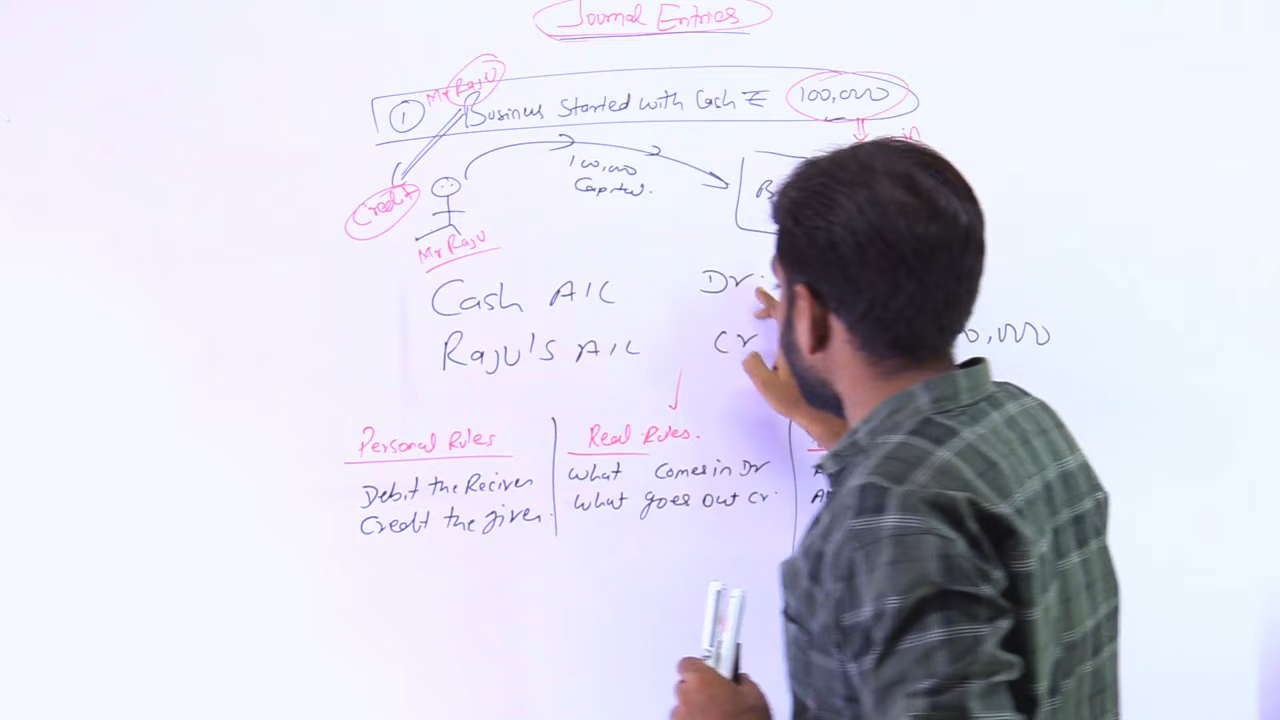 Journal Entries
Mr Raju
① Business Started with Cash ₹ 100,000
in
100,000
Capital.
Credit
Mr Raju
Cash A/C Dr.
Raju's A/C Cr
Personal Rules
Debit the Reciver
Credit the giver.
Real Rules.
What Comes in Dr
What goes out Cr.